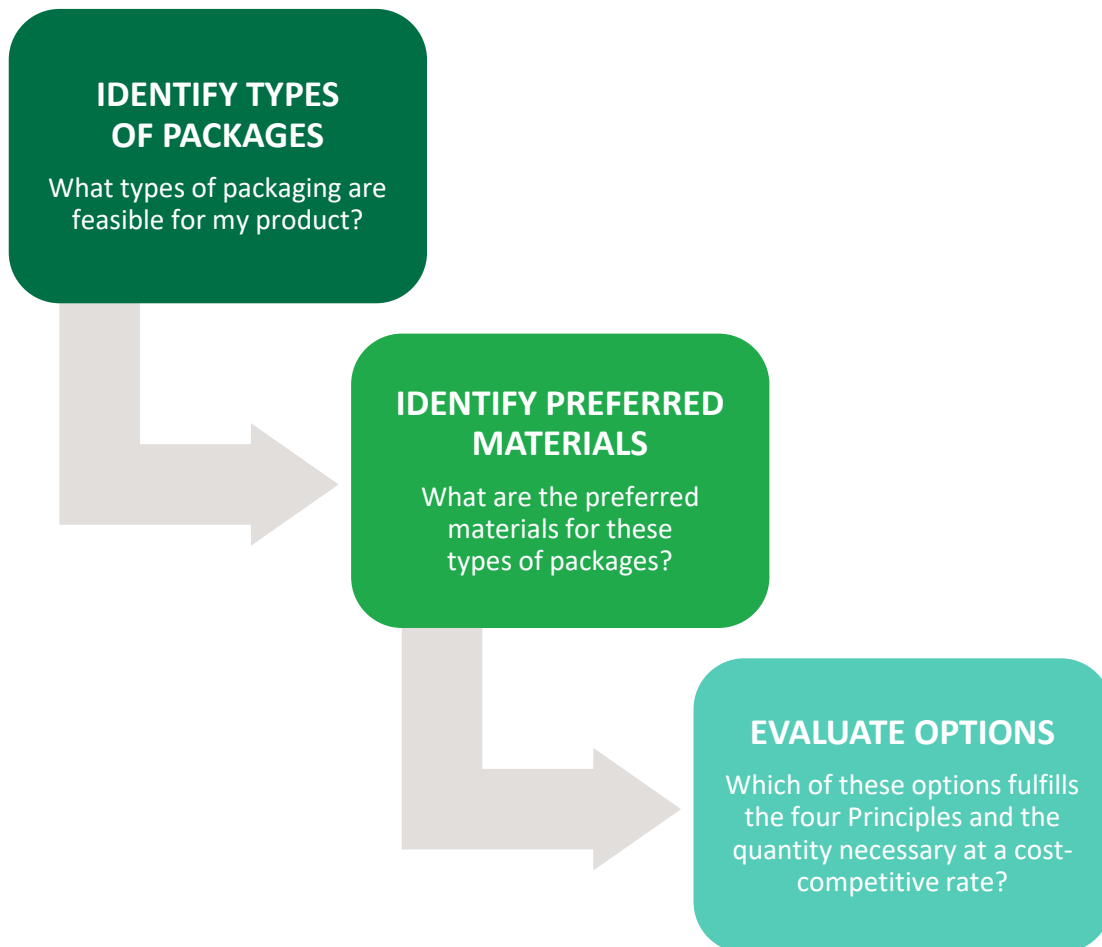 IDENTIFY TYPES
OF PACKAGES
What types of packaging are
feasible for my product?
IDENTIFY PREFERRED
MATERIALS
What are the preferred
materials for these
types of packages?
EVALUATE OPTIONS
Which of these options fulfills
the four Principles and the
quantity necessary at a cost-
competitive rate?